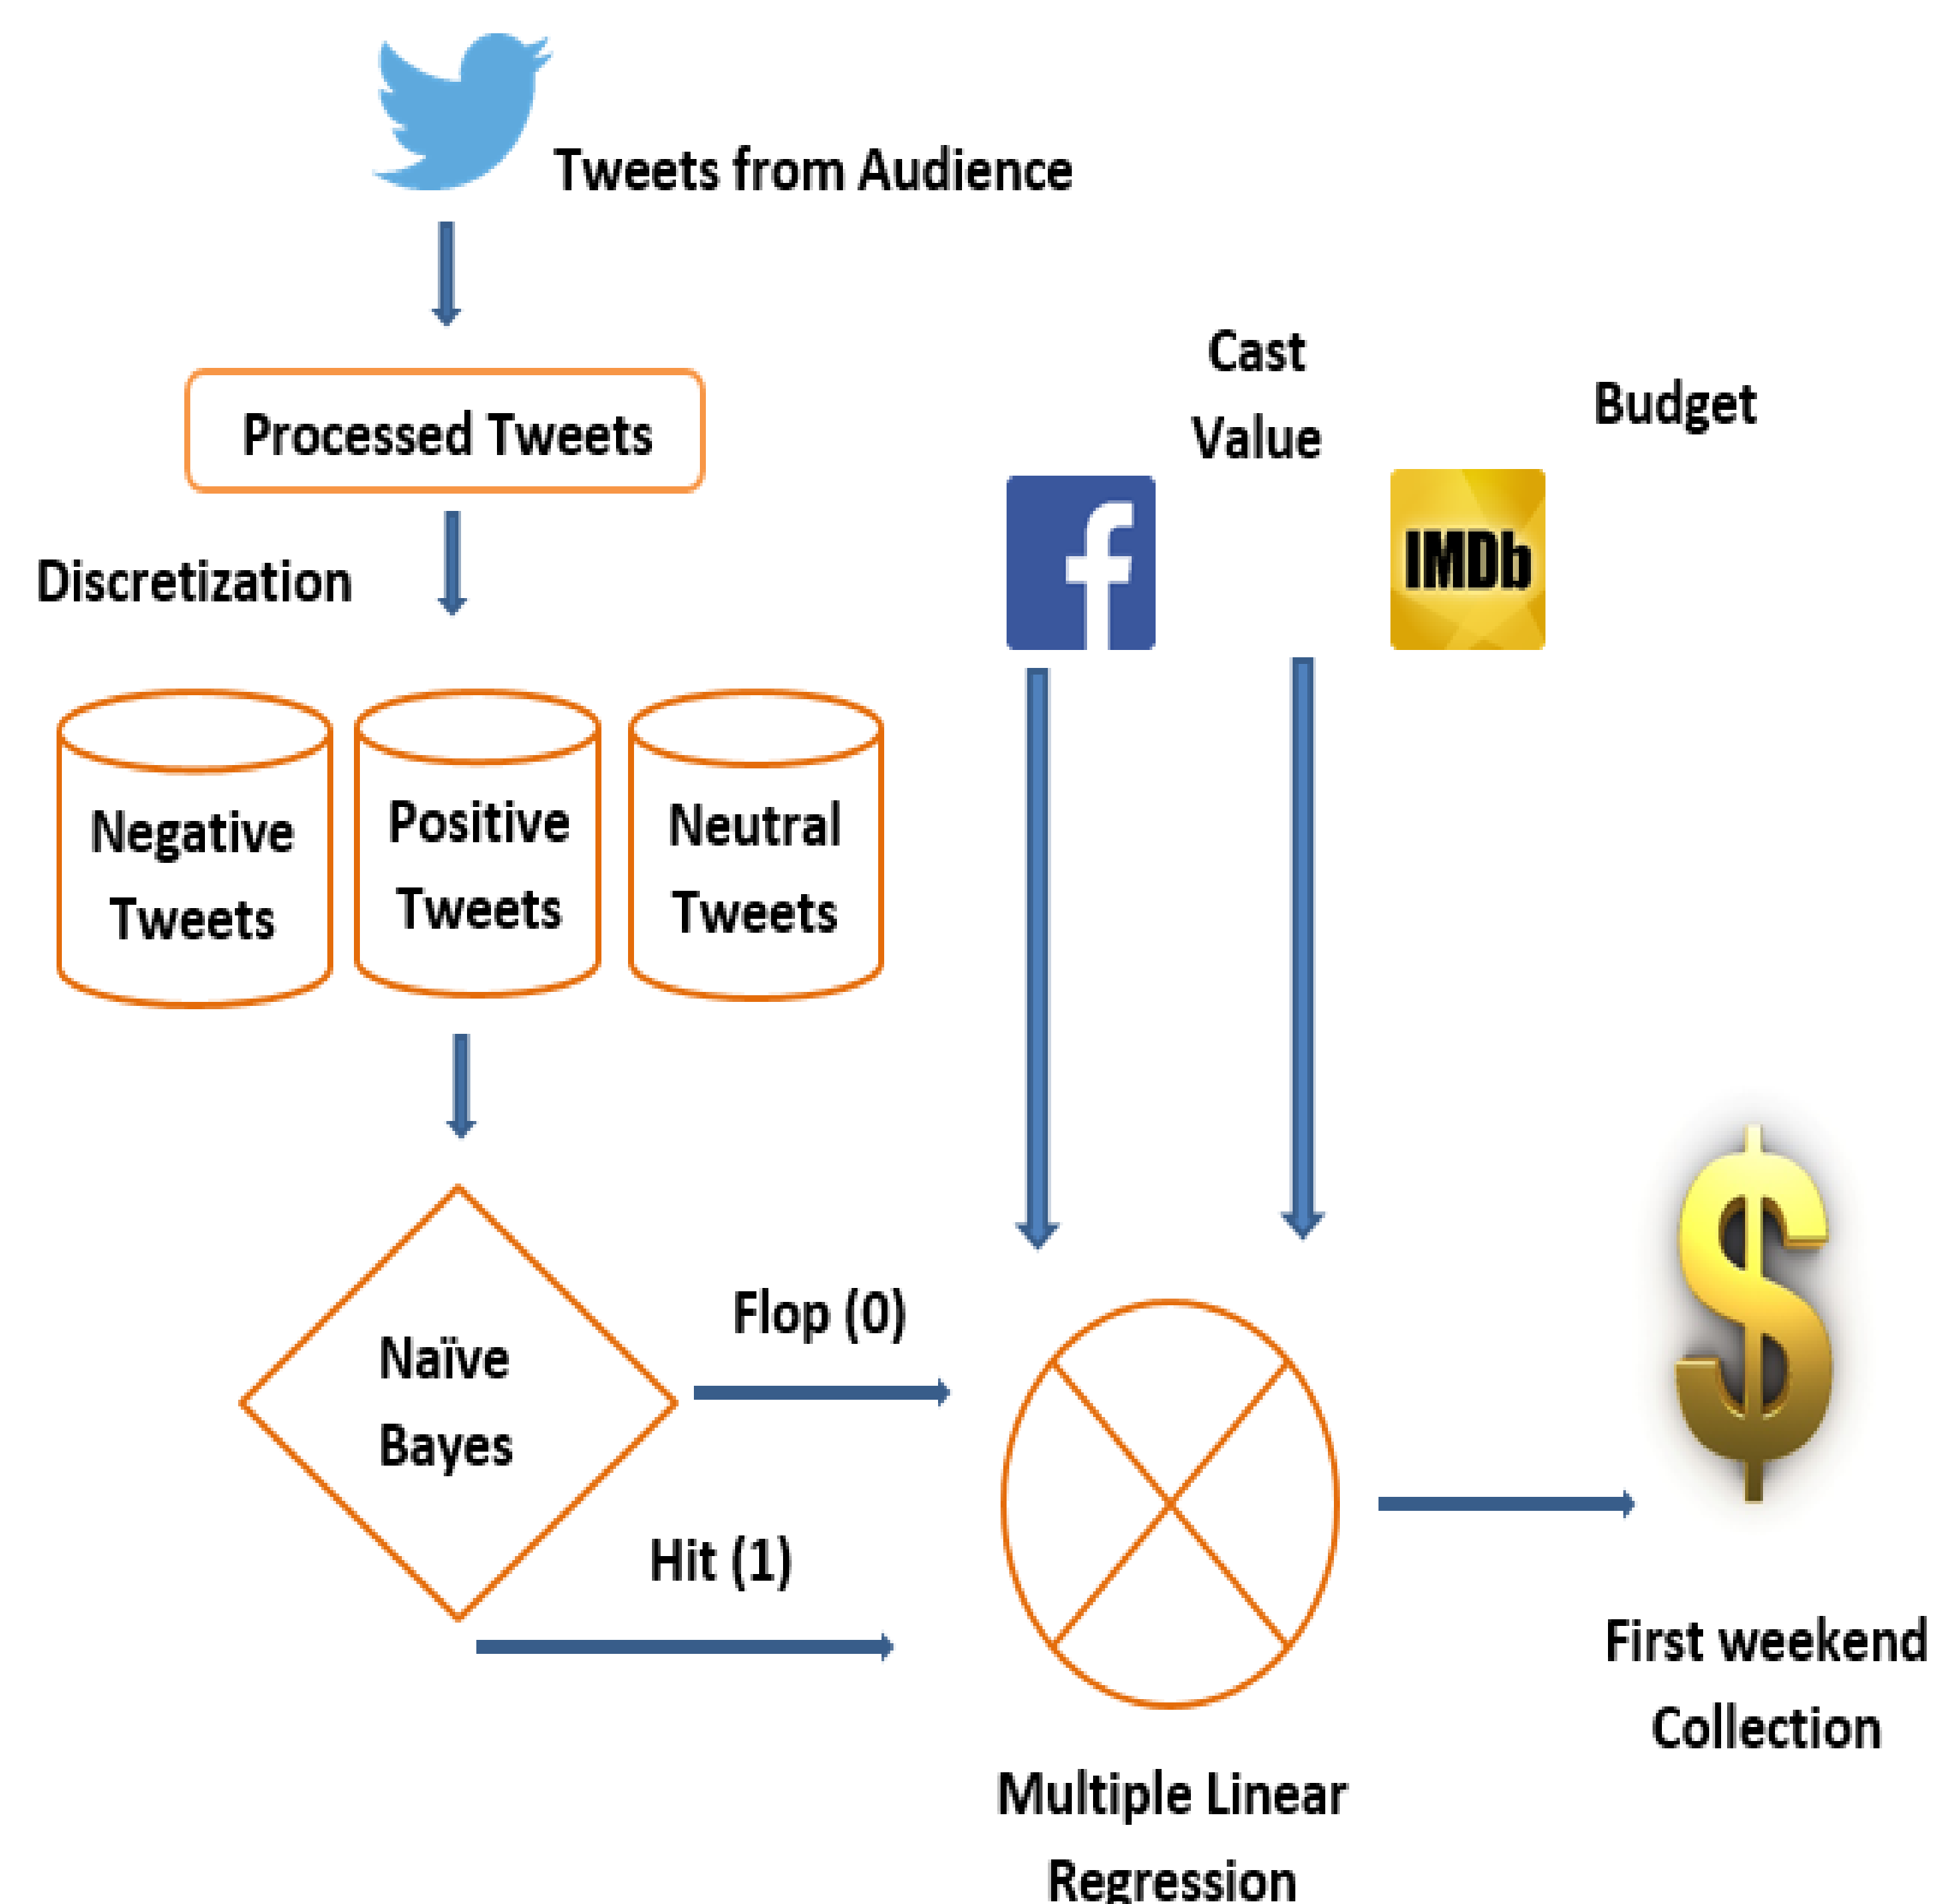 Tweets from Audience
Processed Tweets
Discretization
Negative
Tweets
Positive
Tweets
Neutral
Tweets
Naïve
Bayes
Flop (0)
Hit (1)
Cast
Value
Budget
f
IMDb
Multiple Linear
Regression
$
First weekend
Collection